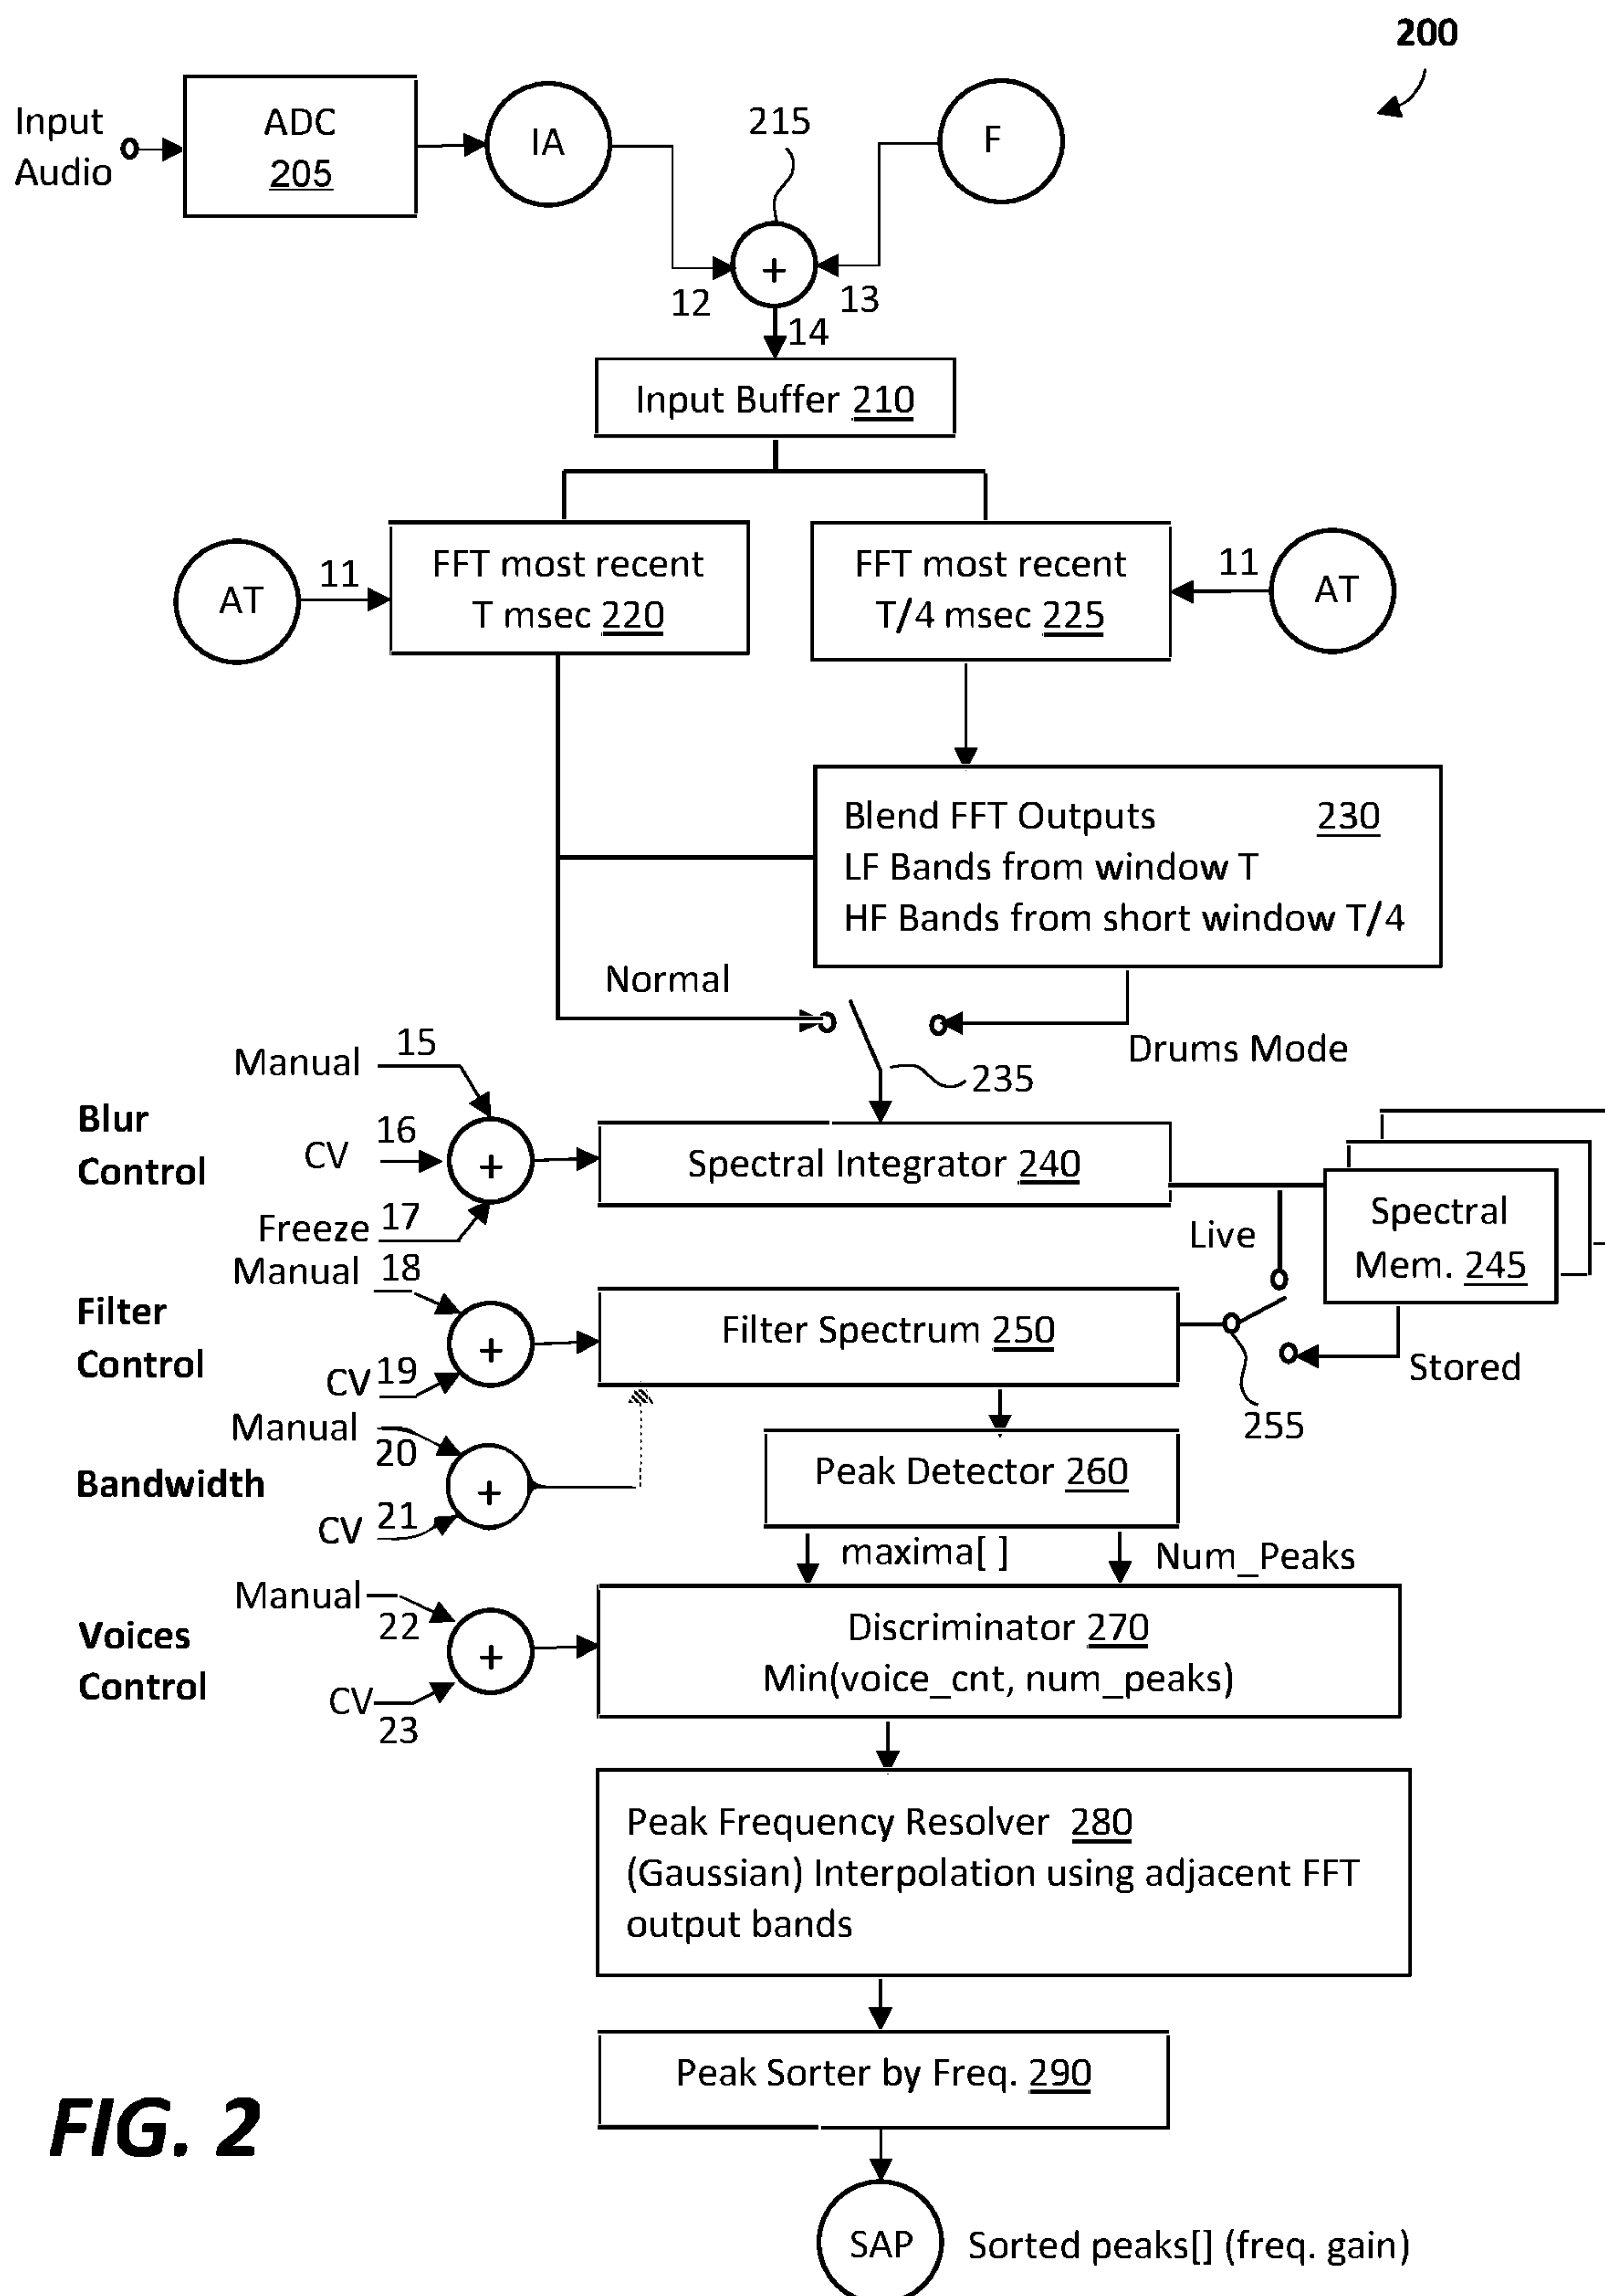 200
Input
Audio
ADC
205
IA
215
F
+
12
13
14
Input Buffer 210
AT
11
FFT most recent
T msec 220
FFT most recent
T/4 msec 225
11
AT
Blend FFT Outputs 230
LF Bands from window T
HF Bands from short window T/4
Normal
Drums Mode
235
Blur
Control
Manual 15
CV 16
Freeze 17
+
Spectral Integrator 240
Live
Spectral
Mem. 245
Filter
Control
Manual 18
CV 19
+
Filter Spectrum 250
Stored
255
Bandwidth
Manual
20
CV 21
+
Peak Detector 260
maxima[ ]
Num_Peaks
Voices
Control
Manual
22
CV
23
+
Discriminator 270
Min(voice_cnt, num_peaks)
Peak Frequency Resolver 280
(Gaussian) Interpolation using adjacent FFT
output bands
Peak Sorter by Freq. 290
FIG. 2
SAP
Sorted peaks[] (freq. gain)